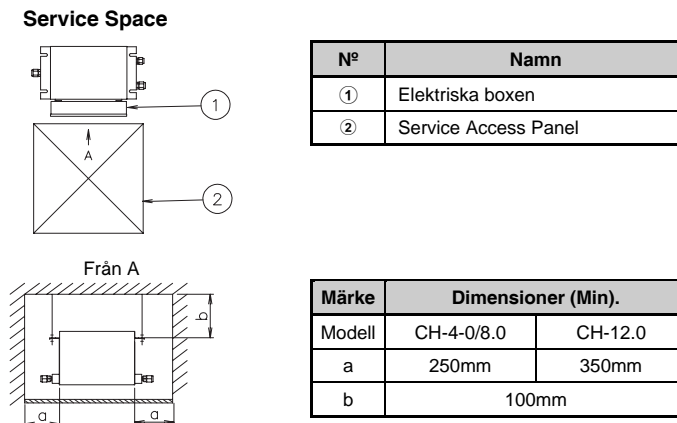 Service Space
Nº Namn
① Elektriska boxen
② Service Access Panel
1
A
2
Från A
b
a a
Märke Dimensioner (Min).
Modell CH-4-0/8.0 CH-12.0
a 250mm 350mm
b 100mm